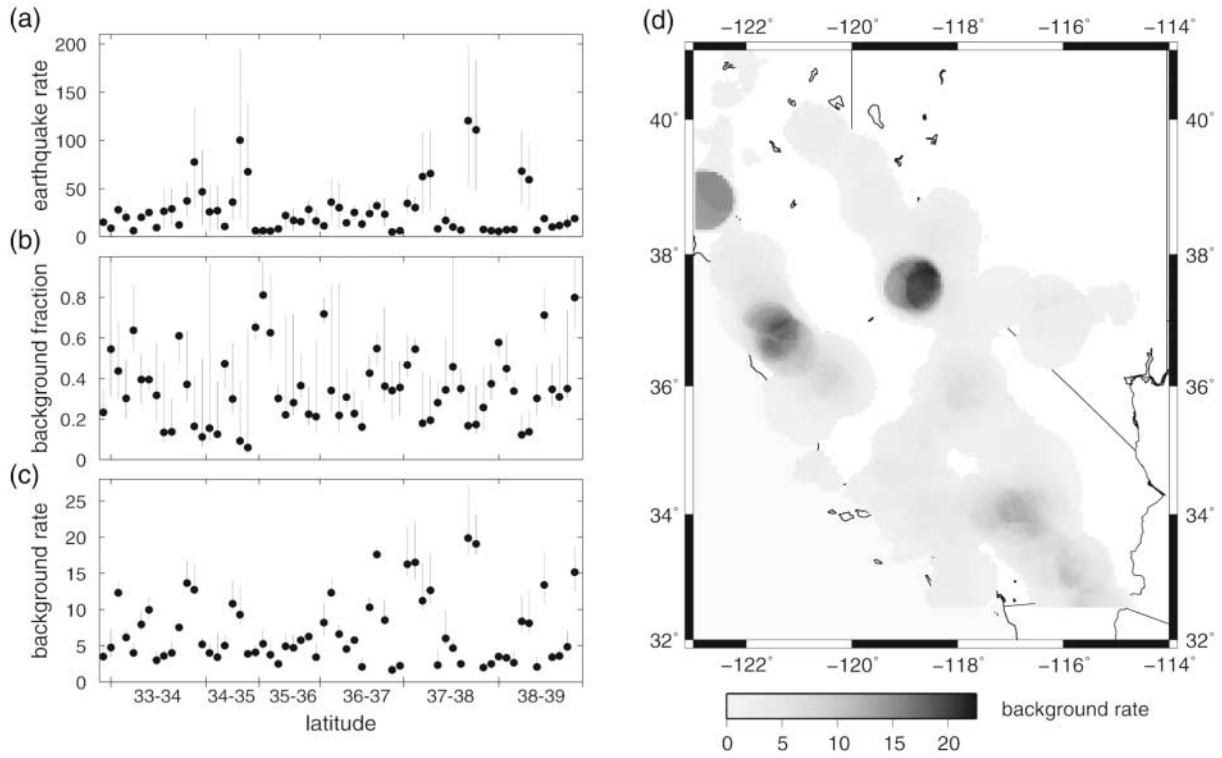 (a)
earthquake rate
200
150
100
50
0
(b)
background fraction
0.8
0.6
0.4
0.2
0
(c)
background rate
25
20
15
10
5
0
33-34 34-35 35-36 36-37 37-38 38-39
latitude
(d)
−122° −120° −118° −116° −114°
40° 40°
38° 38°
36° 36°
34° 34°
32° 32°
−122° −120° −118° −116° −114°
background rate
0 5 10 15 20